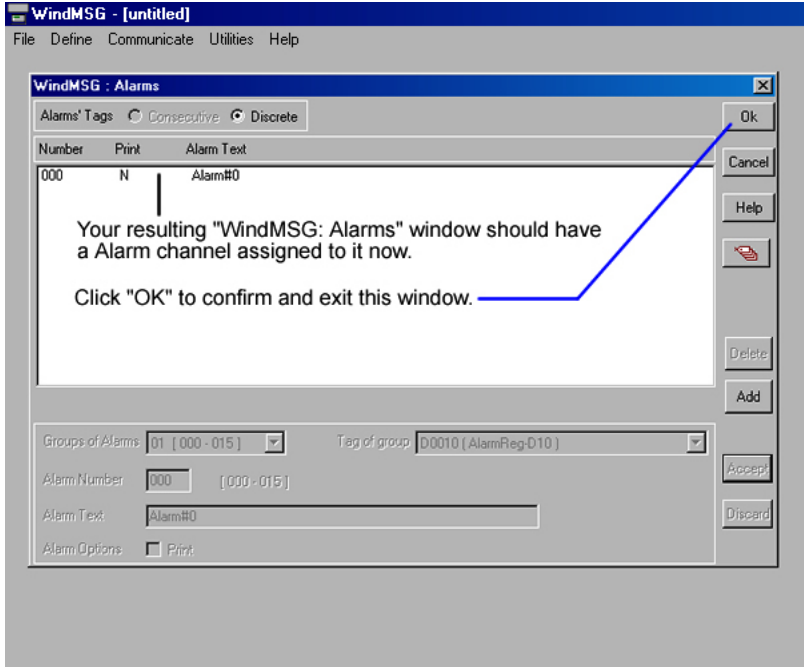 WindMSG - [untitled]
File Define Communicate Utilities Help
WindMSG : Alarms
Alarms' Tags Consecutive Discrete
Ok
Number Print Alarm Text
Cancel
000 N Alarm#0
Help
Your resulting "WindMSG: Alarms" window should have
a Alarm channel assigned to it now.
Click "OK" to confirm and exit this window.
Delete
Add
Groups of Alarms 01 [ 000 - 015 ] Tag of group D0010 ( AlarmReg-D10 )
Alarm Number 000 [ 000 - 015 ]
Accept
Alarm Text Alarm#0
Discard
Alarm Options Print